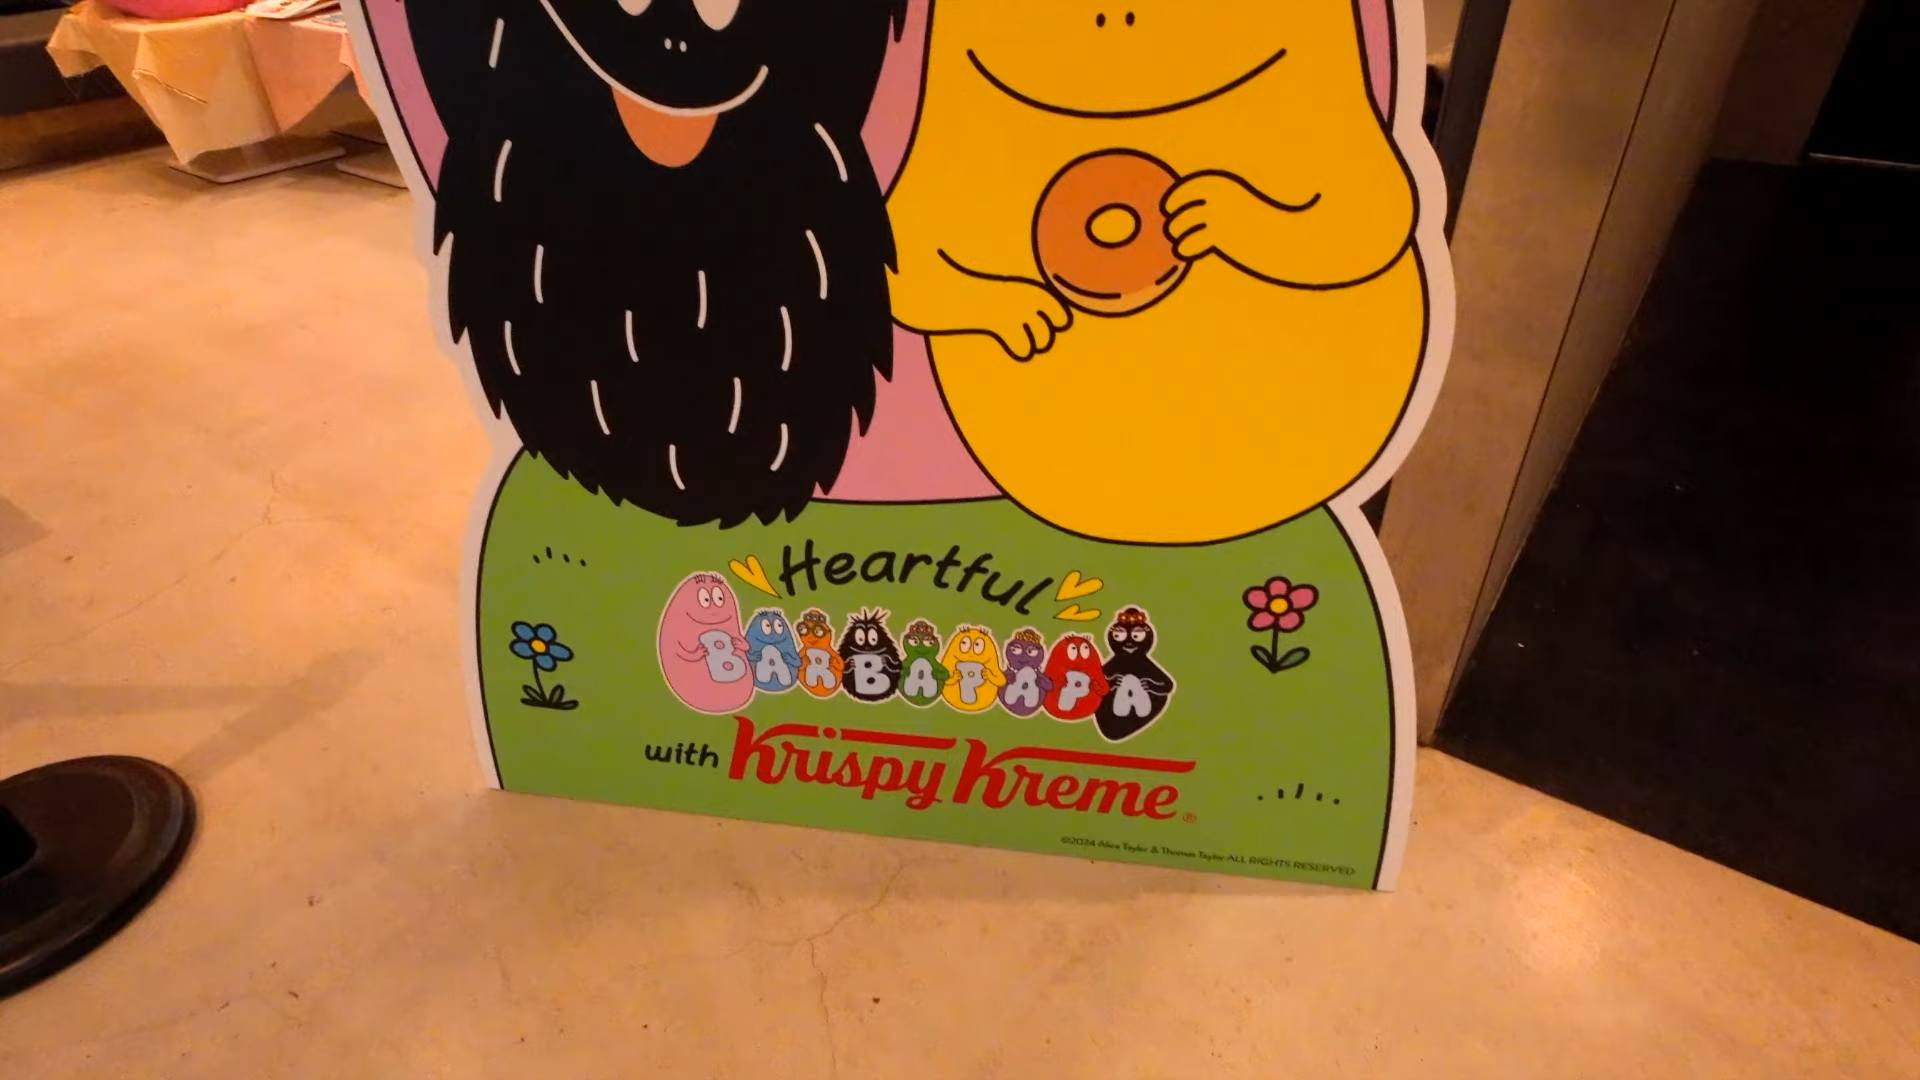 Heartful
BARBAPAPA
with Krispy Kreme®
©2024 Alice Taylor & Thomas Taylor ALL RIGHTS RESERVED